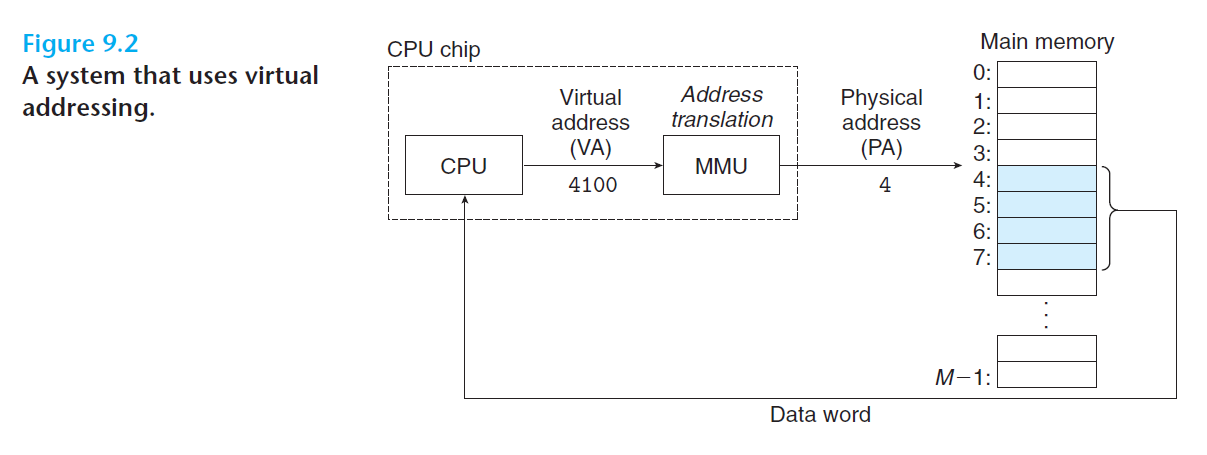 Figure 9.2
A system that uses virtual
addressing.
CPU chip
CPU
Virtual
address
(VA)
4100
Address
translation
MMU
Physical
address
(PA)
4
Main memory
0:
1:
2:
3:
4:
5:
6:
7:
M−1:
Data word